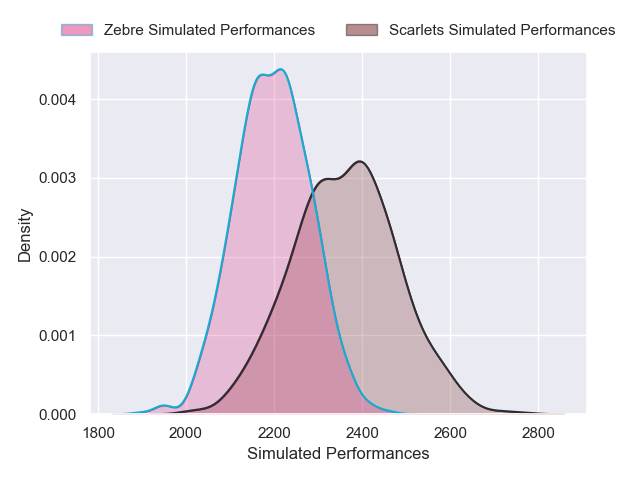 Zebre Simulated Performances Scarlets Simulated Performances
0.004
0.003
0.002
0.001
0.000
Density
1800 2000 2200 2400 2600 2800
Simulated Performances